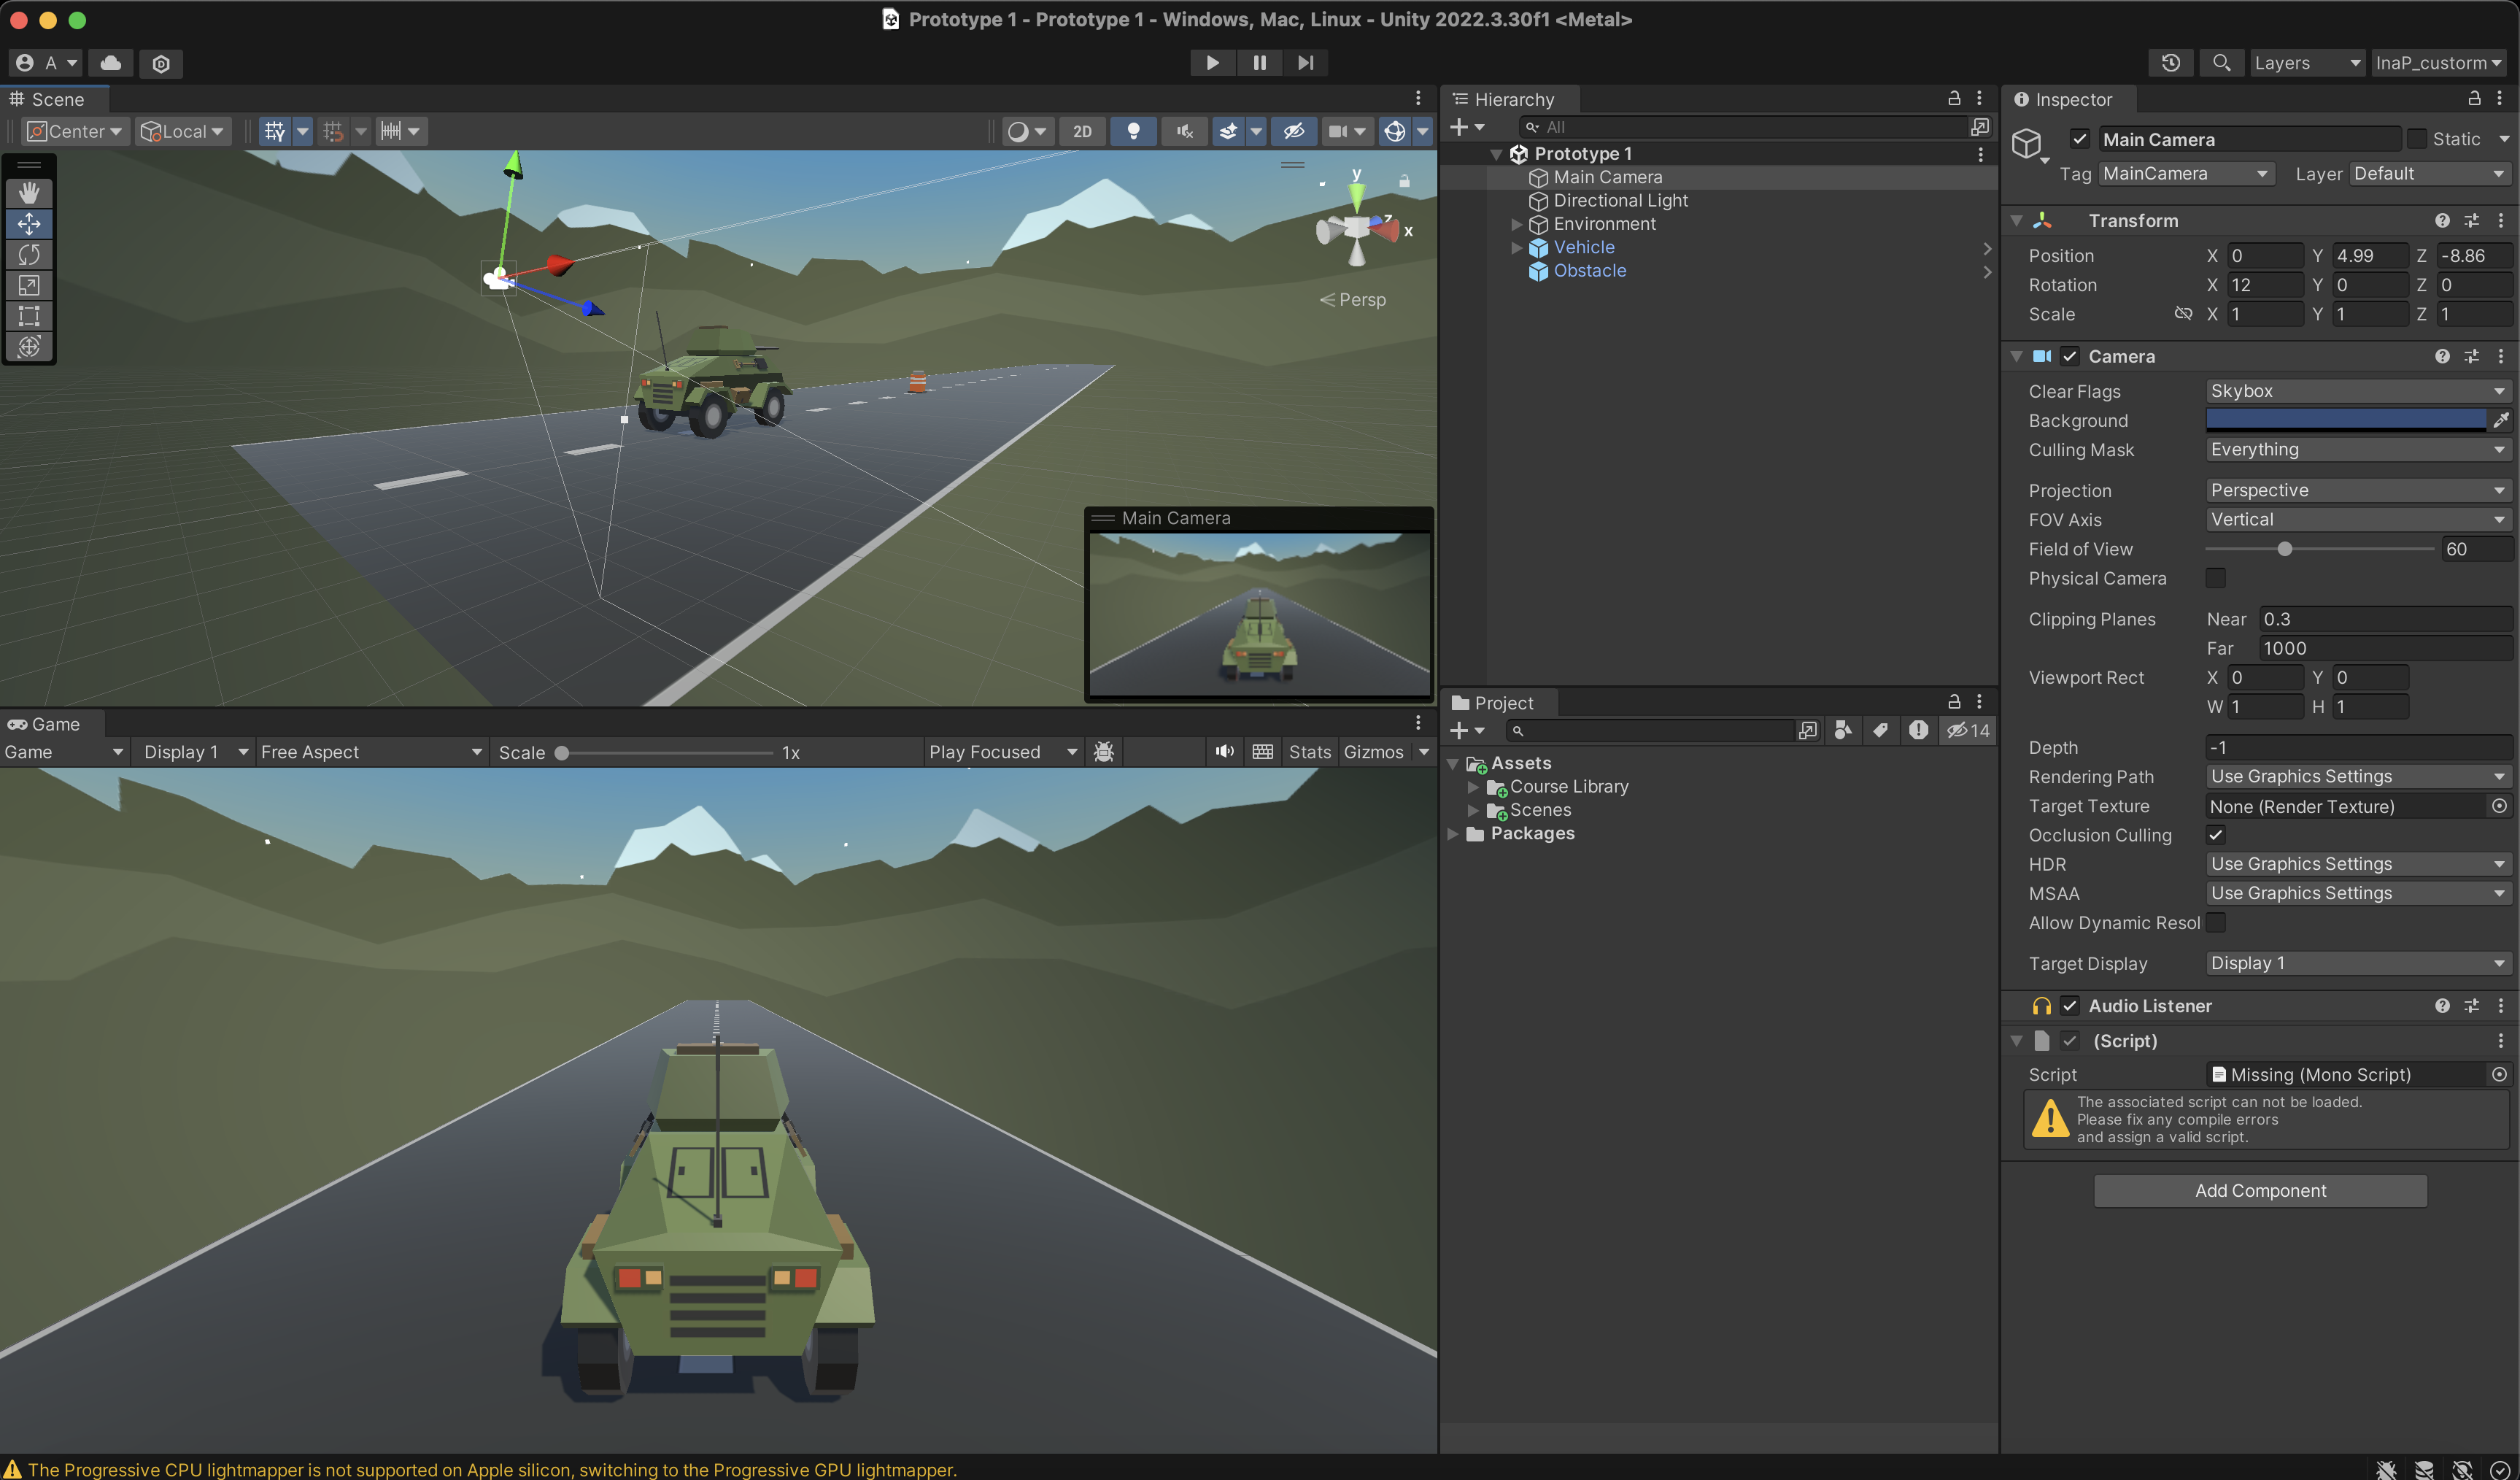 Prototype 1 - Prototype 1 - Windows, Mac, Linux - Unity 2022.3.30f1 <Metal>
A
Layers
InaP_custorm
Scene
Center
Local
2D
y
z
x
Persp
Main Camera
Game
Game
Display 1
Free Aspect
Scale
1x
Play Focused
Stats
Gizmos
Hierarchy
All
Prototype 1
Main Camera
Directional Light
Environment
Vehicle
Obstacle
Project
14
Assets
Course Library
Scenes
Packages
Inspector
Main Camera
Static
Tag MainCamera Layer Default
Transform
Position X 0 Y 4.99 Z -8.86
Rotation X 12 Y 0 Z 0
Scale X 1 Y 1 Z 1
Camera
Clear Flags Skybox
Background
Culling Mask Everything
Projection Perspective
FOV Axis Vertical
Field of View 60
Physical Camera
Clipping Planes Near 0.3
Far 1000
Viewport Rect X 0 Y 0
W 1 H 1
Depth -1
Rendering Path Use Graphics Settings
Target Texture None (Render Texture)
Occlusion Culling
HDR Use Graphics Settings
MSAA Use Graphics Settings
Allow Dynamic Resol
Target Display Display 1
Audio Listener
(Script)
Script Missing (Mono Script)
The associated script can not be loaded.
Please fix any compile errors
and assign a valid script.
Add Component
The Progressive CPU lightmapper is not supported on Apple silicon, switching to the Progressive GPU lightmapper.